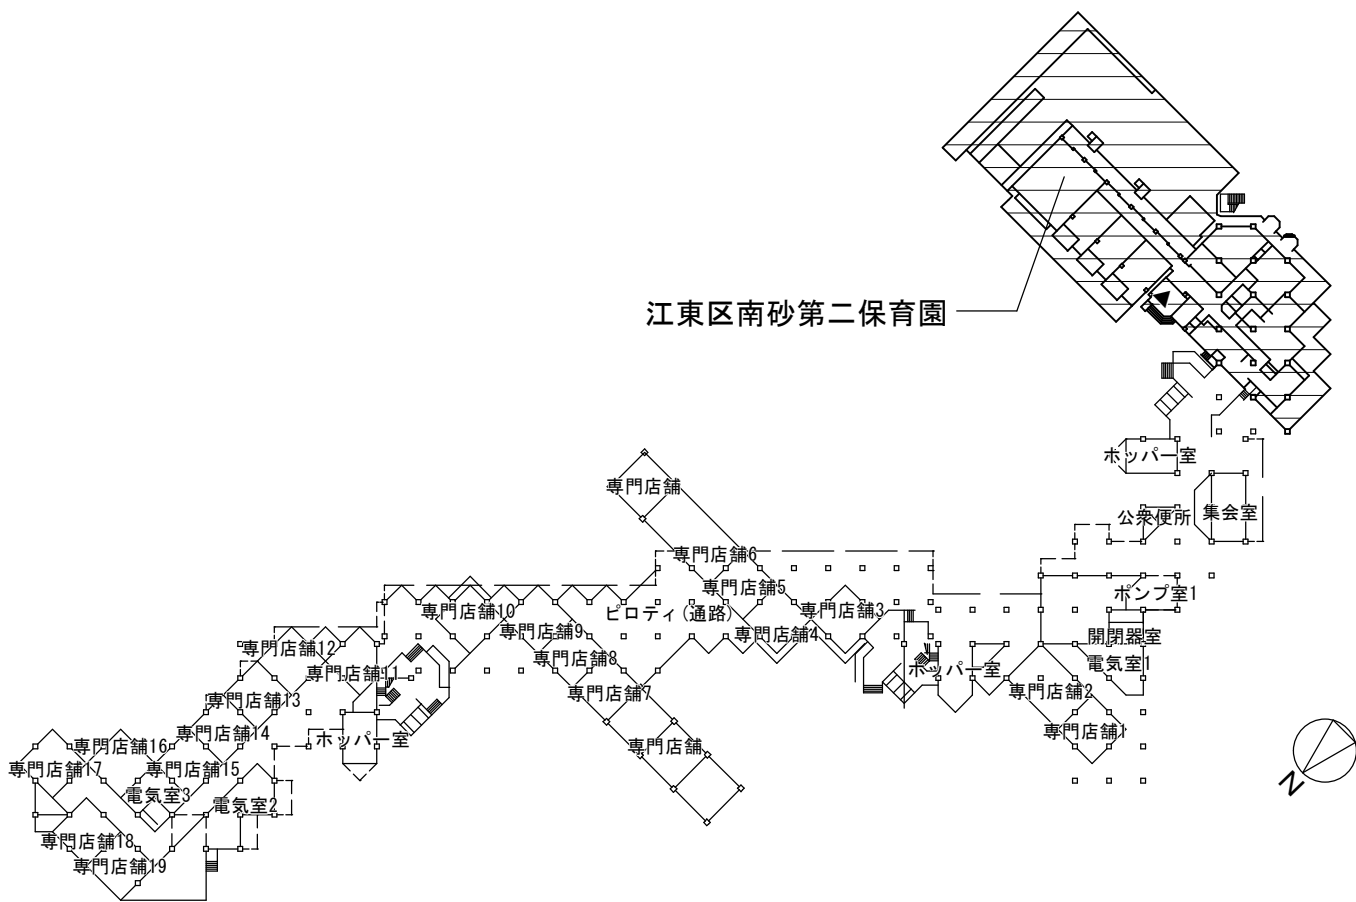 江東区南砂第二保育園
ホッパー室
専門店舗
公衆便所
集会室
専門店舗6
専門店舗5
ポンプ室1
専門店舗10
ピロティ(通路)
専門店舗3
専門店舗9
専門店舗4
開閉器室
専門店舗12
専門店舗8
電気室1
専門店舗11
ホッパー室
専門店舗7
専門店舗2
専門店舗13
専門店舗14
専門店舗1
専門店舗16
ホッパー室
専門店舗
専門店舗17
専門店舗15
電気室3
電気室2
N
専門店舗18
専門店舗19